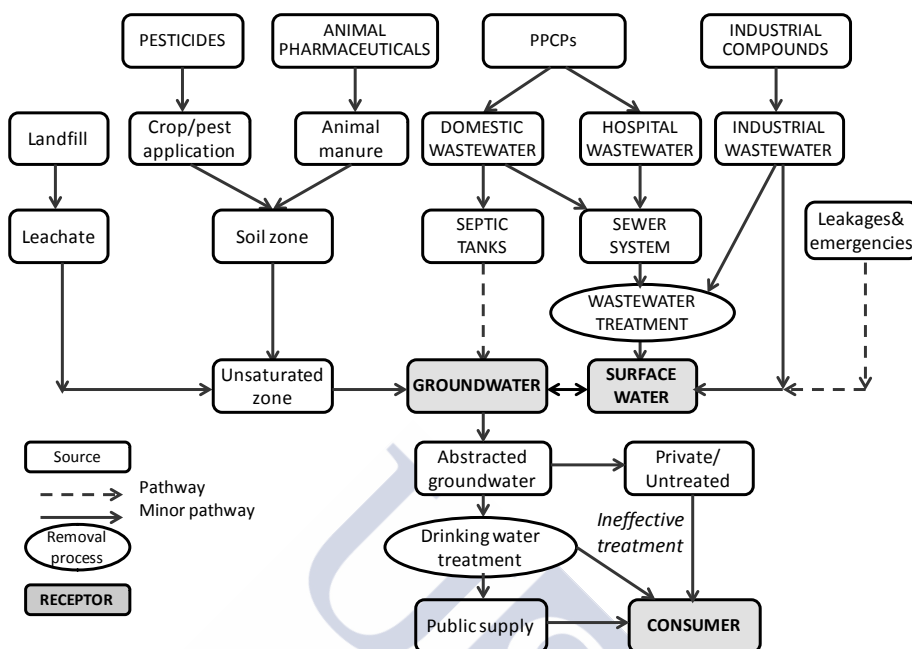 PESTICIDES
ANIMAL
PHARMACEUTICALS
PPCPs
INDUSTRIAL
COMPOUNDS
Landfill
Crop/pest
application
Animal
manure
DOMESTIC
WASTEWATER
HOSPITAL
WASTEWATER
INDUSTRIAL
WASTEWATER
Leachate
Soil zone
SEPTIC
TANKS
SEWER
SYSTEM
Leakages&
emergencies
WASTEWATER
TREATMENT
Unsaturated
zone
GROUNDWATER
SURFACE
WATER
Source
Pathway
Minor pathway
Removal
process
RECEPTOR
Abstracted
groundwater
Private/
Untreated
Ineffective
treatment
Drinking water
treatment
Public supply
CONSUMER